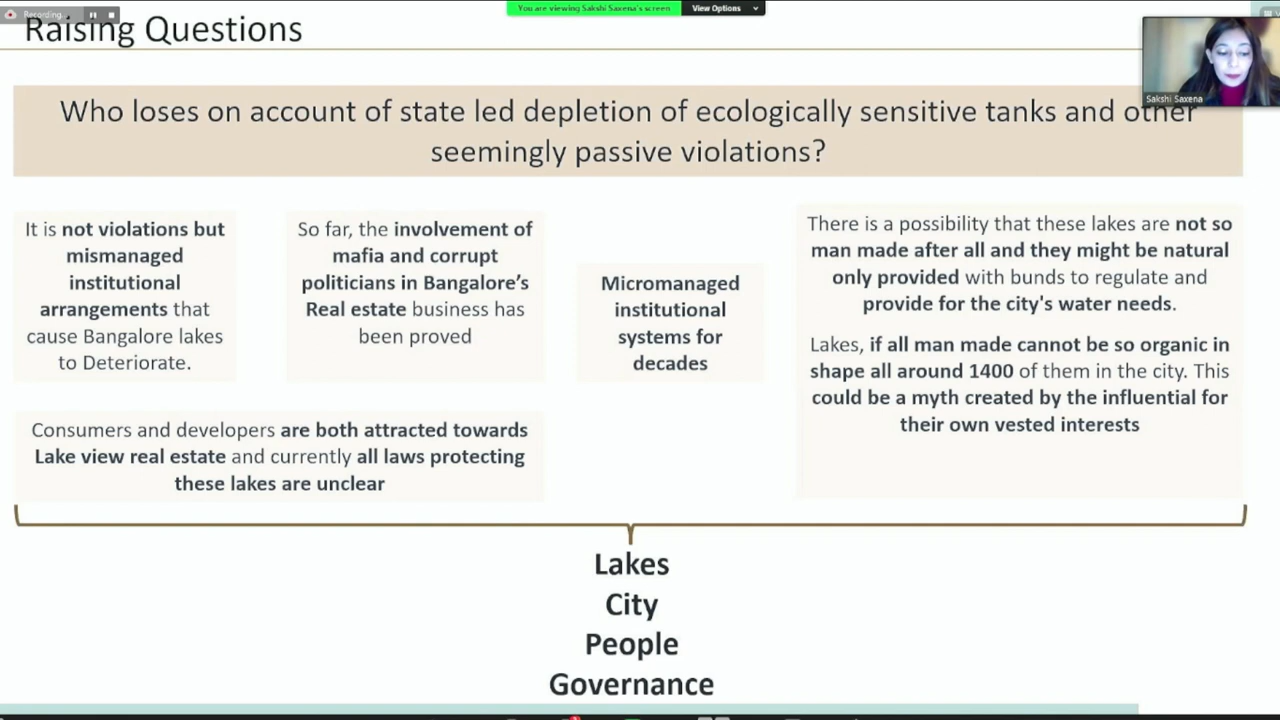 Recording...
You are viewing Sakshi Saxena's screen
View Options
Raising Questions
Sakshi Saxena
Who loses on account of state led depletion of ecologically sensitive tanks and other
seemingly passive violations?
It is not violations but
mismanaged
institutional
arrangements that
cause Bangalore lakes
to Deteriorate.
So far, the involvement of
mafia and corrupt
politicians in Bangalore’s
Real estate business has
been proved
Micromanaged
institutional
systems for
decades
There is a possibility that these lakes are not so
man made after all and they might be natural
only provided with bunds to regulate and
provide for the city's water needs.
Lakes, if all man made cannot be so organic in
shape all around 1400 of them in the city. This
could be a myth created by the influential for
their own vested interests
Consumers and developers are both attracted towards
Lake view real estate and currently all laws protecting
these lakes are unclear
Lakes
City
People
Governance